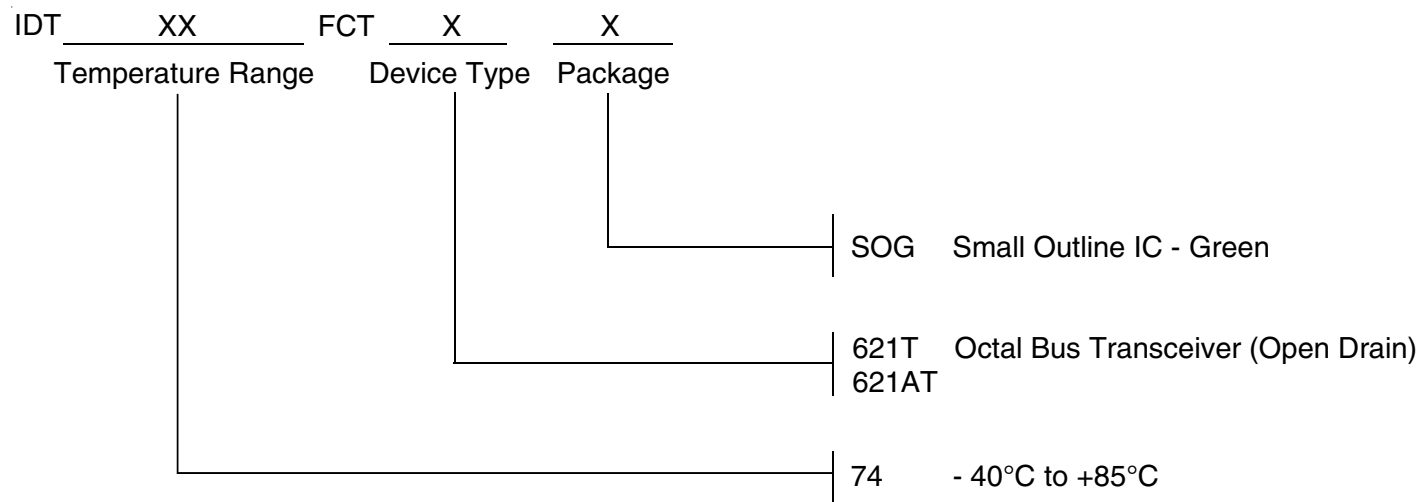 IDT XX FCT X X
Temperature Range Device Type Package
SOG Small Outline IC - Green
621T Octal Bus Transceiver (Open Drain)
621AT
74 - 40°C to +85°C